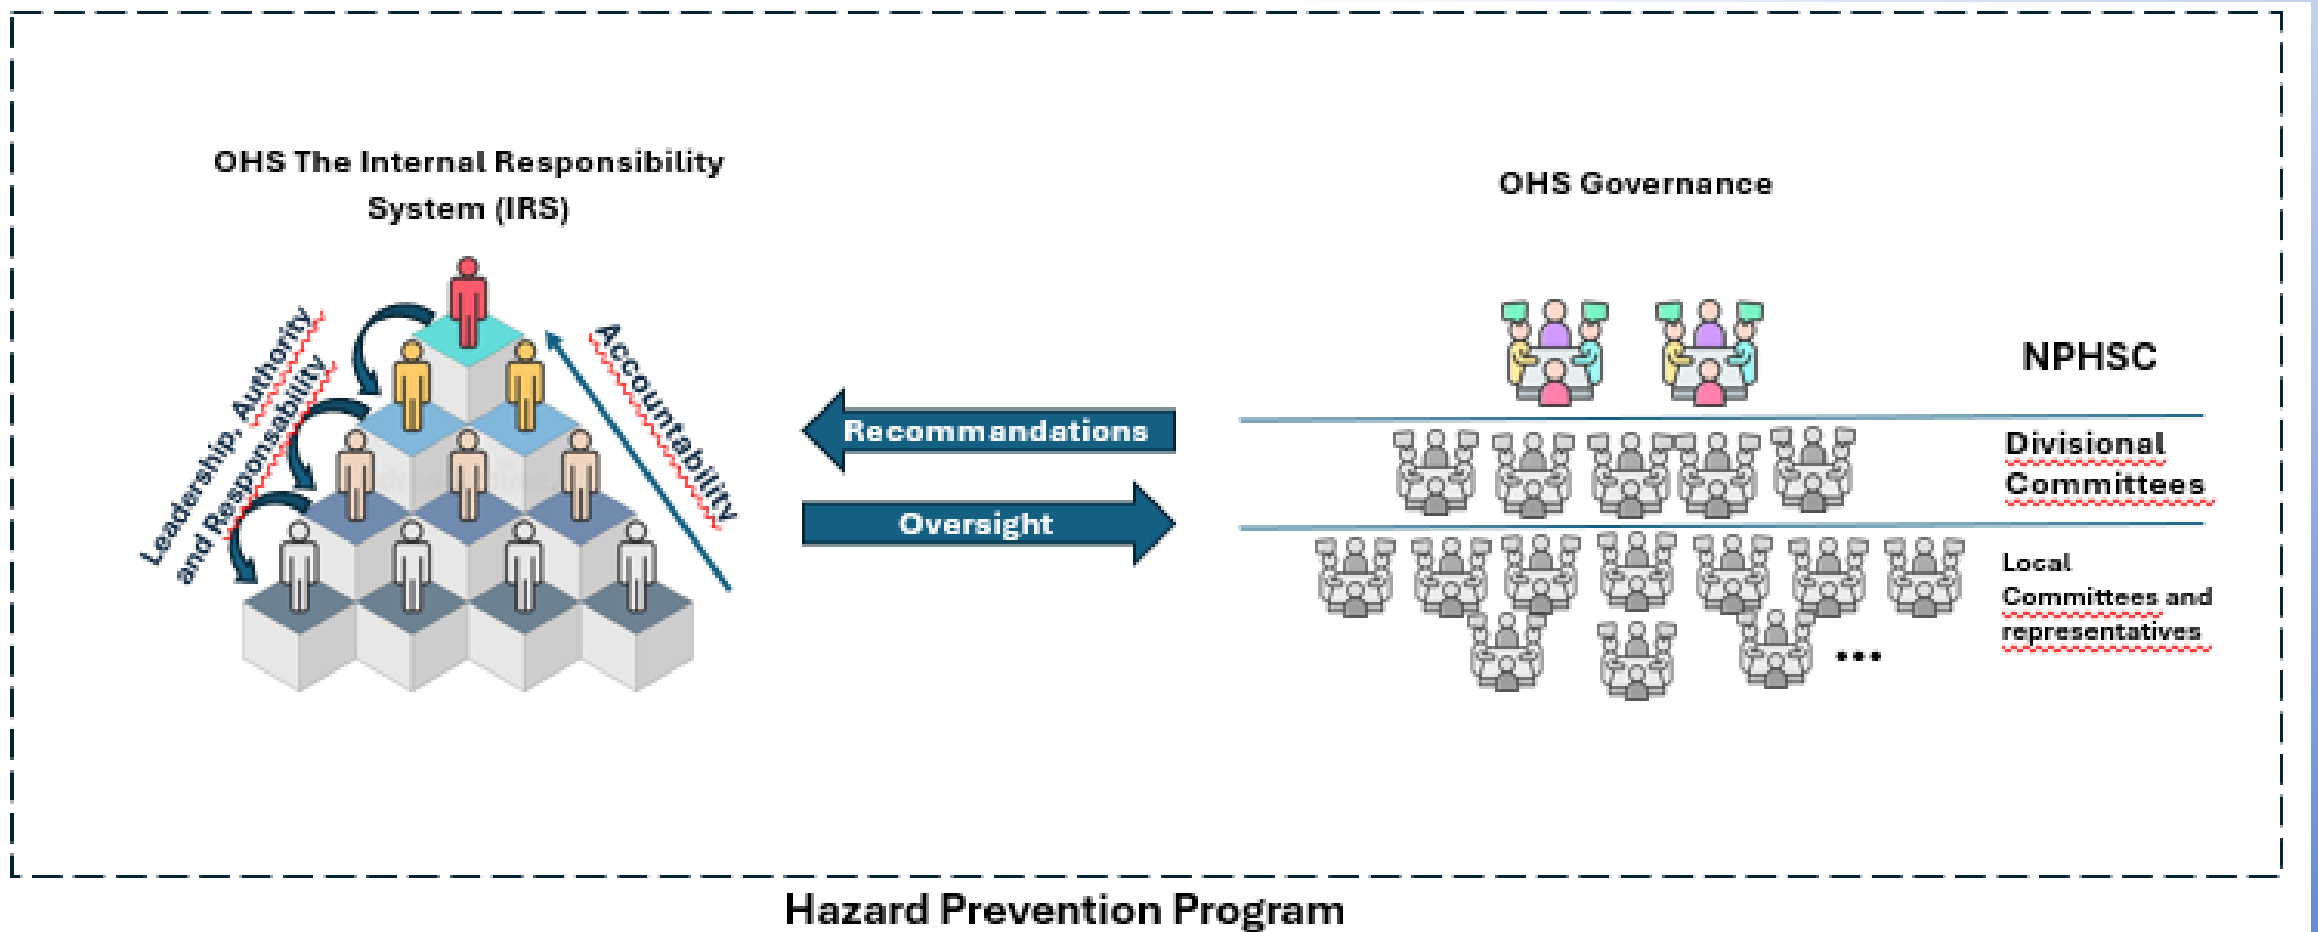 OHS The Internal Responsibility
System (IRS)
Leadership, Authority
and Responsability
Accountability
Recommandations
Oversight
OHS Governance
NPHSC
Divisional
Committees
Local
Committees and
representatives
...
Hazard Prevention Program